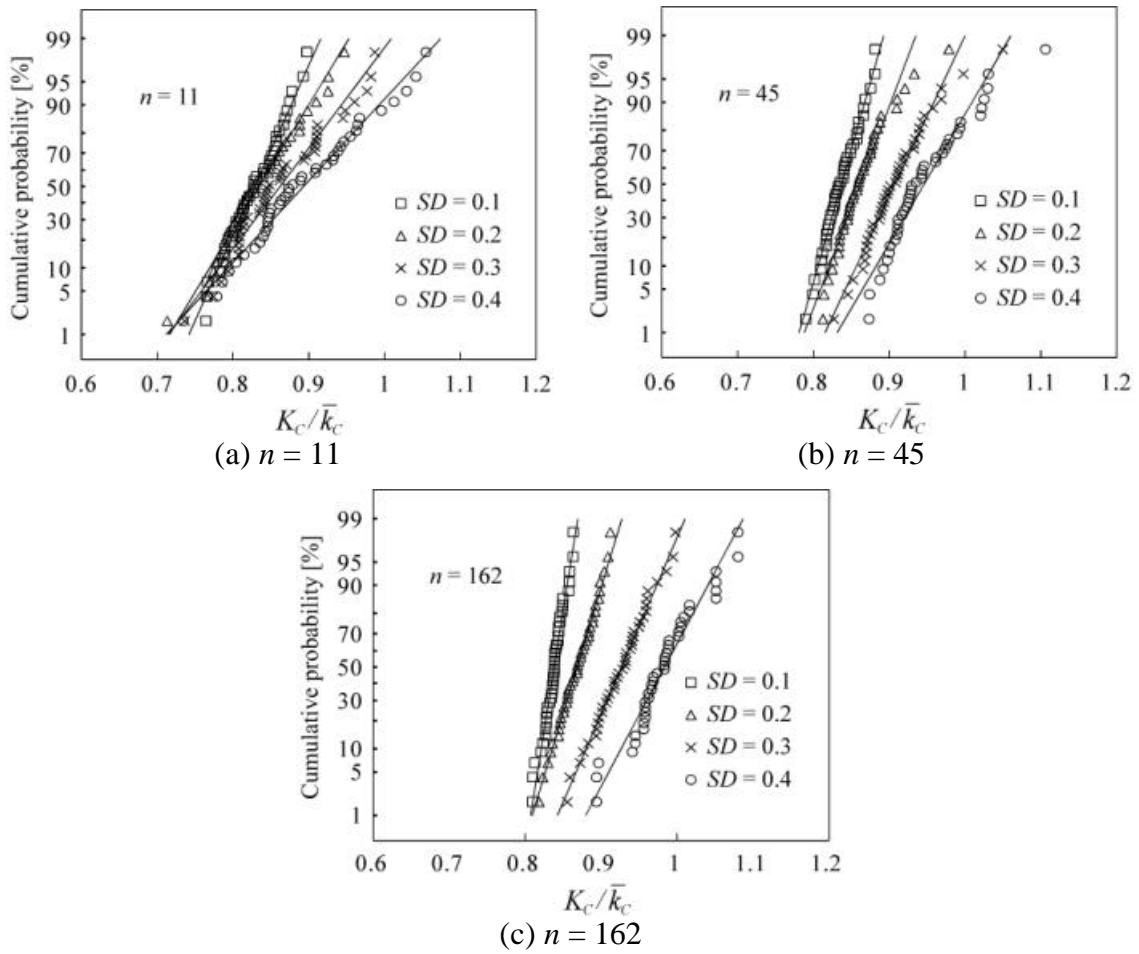 Cumulative probability [%]
99
95
90
70
50
30
10
5
1
n = 11
SD = 0.1
SD = 0.2
SD = 0.3
SD = 0.4
0.6 0.7 0.8 0.9 1 1.1 1.2
K_C / k̅_C
(a) n = 11
Cumulative probability [%]
99
95
90
70
50
30
10
5
1
n = 45
SD = 0.1
SD = 0.2
SD = 0.3
SD = 0.4
0.6 0.7 0.8 0.9 1 1.1 1.2
K_C / k̅_C
(b) n = 45
Cumulative probability [%]
99
95
90
70
50
30
10
5
1
n = 162
SD = 0.1
SD = 0.2
SD = 0.3
SD = 0.4
0.6 0.7 0.8 0.9 1 1.1 1.2
K_C / k̅_C
(c) n = 162